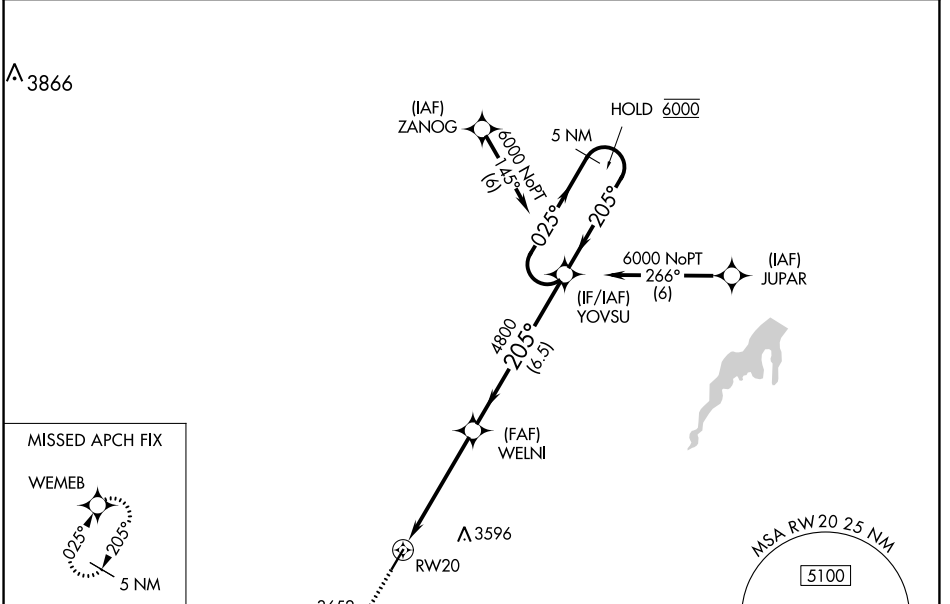 3866
(IAF)
ZANOG
6000 NoPT
145°
(6)
5 NM
HOLD 6000
025°
205°
6000 NoPT
266°
(6)
(IAF)
JUPAR
(IF/IAF)
YOVSU
4800
205°
(6.5)
(FAF)
WELNI
3596
RW20
MISSED APCH FIX
WEMEB
025°
205°
5 NM
MSA RW20 25 NM
5100